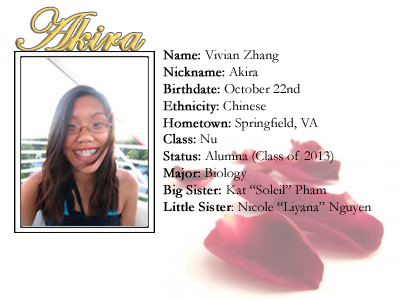 Akira
Name: Vivian Zhang
Nickname: Akira
Birthdate: October 22nd
Ethnicity: Chinese
Hometown: Springfield, VA
Class: Nu
Status: Alumna (Class of 2013)
Major: Biology
Big Sister: Kat “Soleil” Pham
Little Sister: Nicole “Liyana” Nguyen